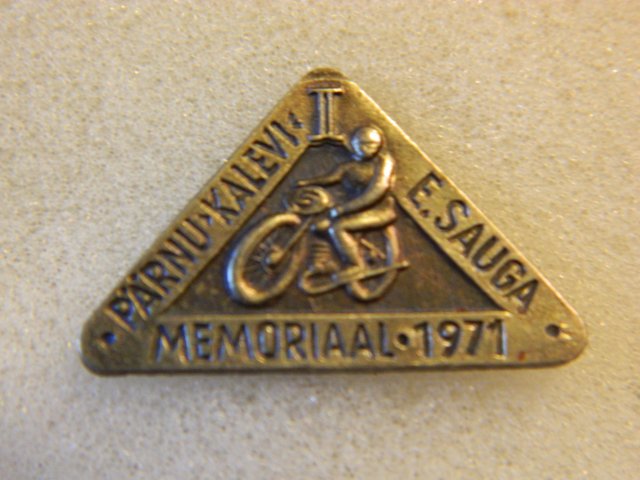 PÄRNU·KALEVI·
II
E. SAUGA
MEMORIAAL·1971